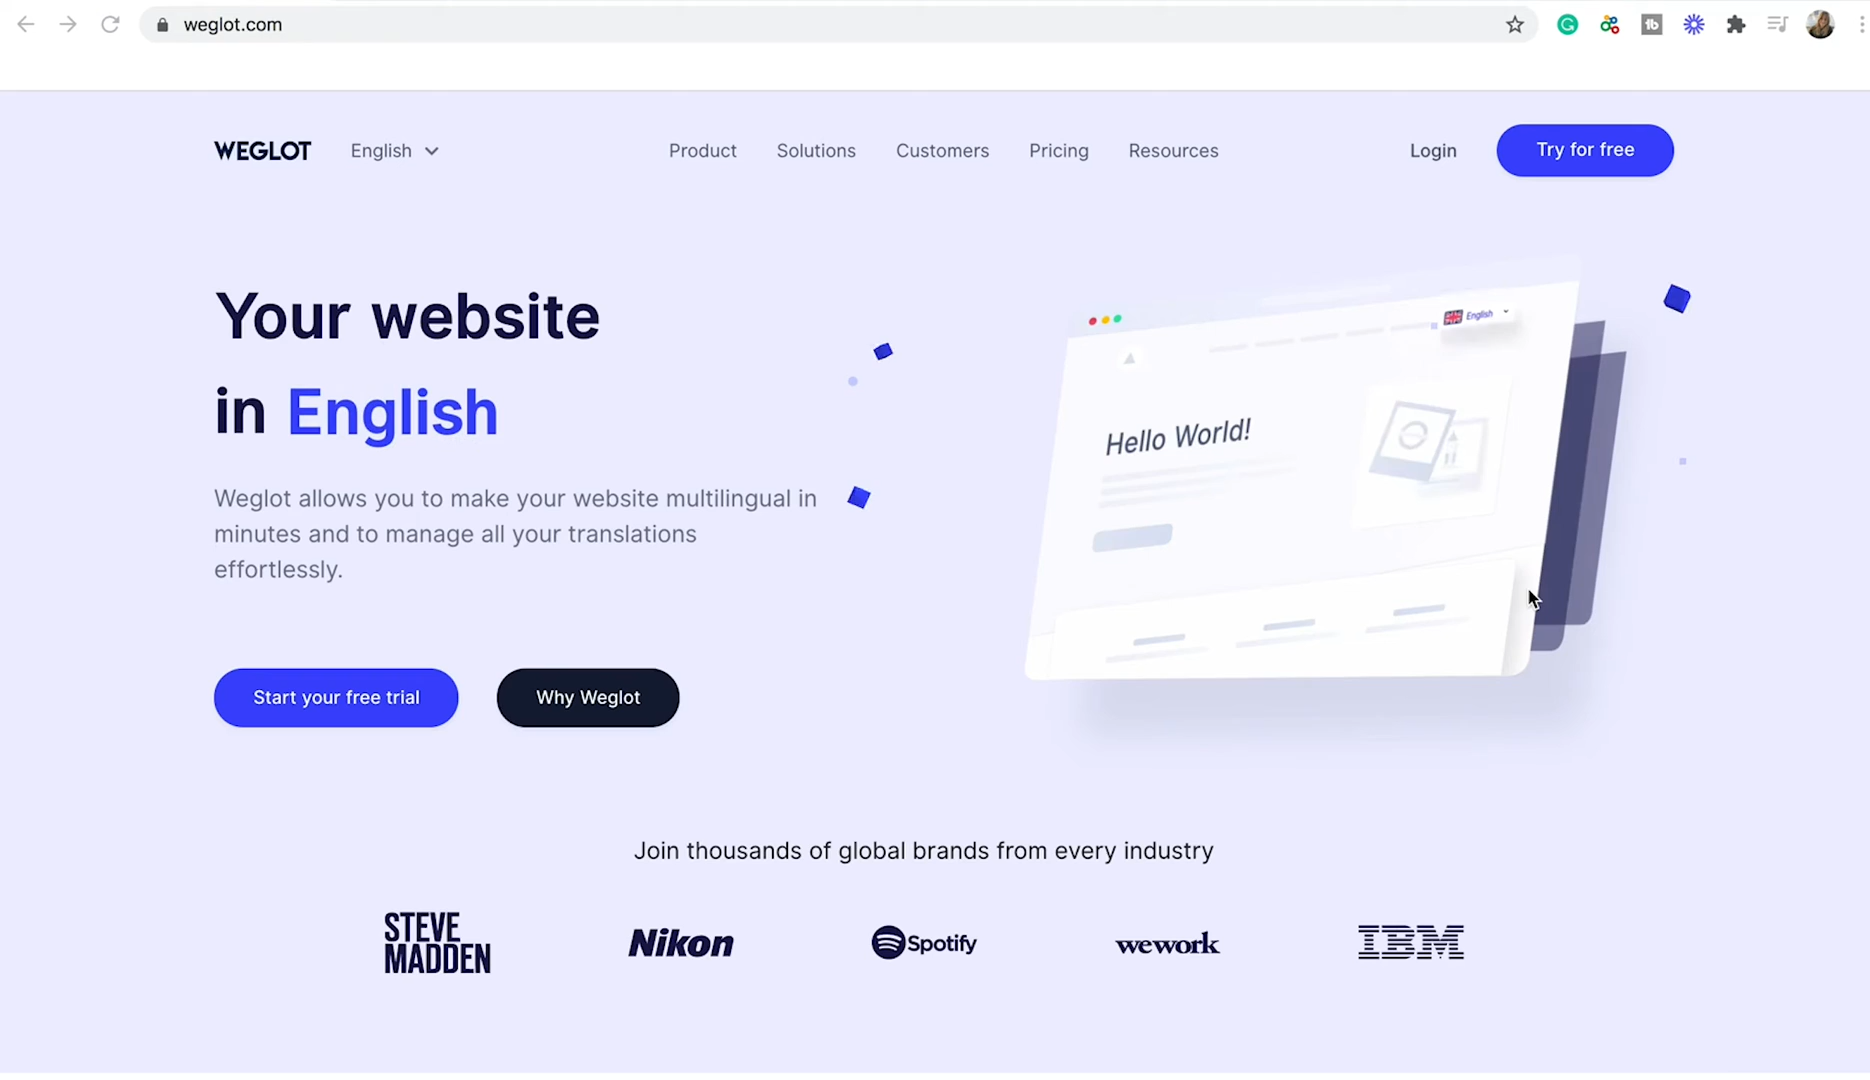 weglot.com
WEGLOT
English
Product
Solutions
Customers
Pricing
Resources
Login
Try for free
Your website
in English
Weglot allows you to make your website multilingual in
minutes and to manage all your translations
effortlessly.
Start your free trial
Why Weglot
English
Hello World!
Join thousands of global brands from every industry
STEVE
MADDEN
Nikon
Spotify
wework
IBM